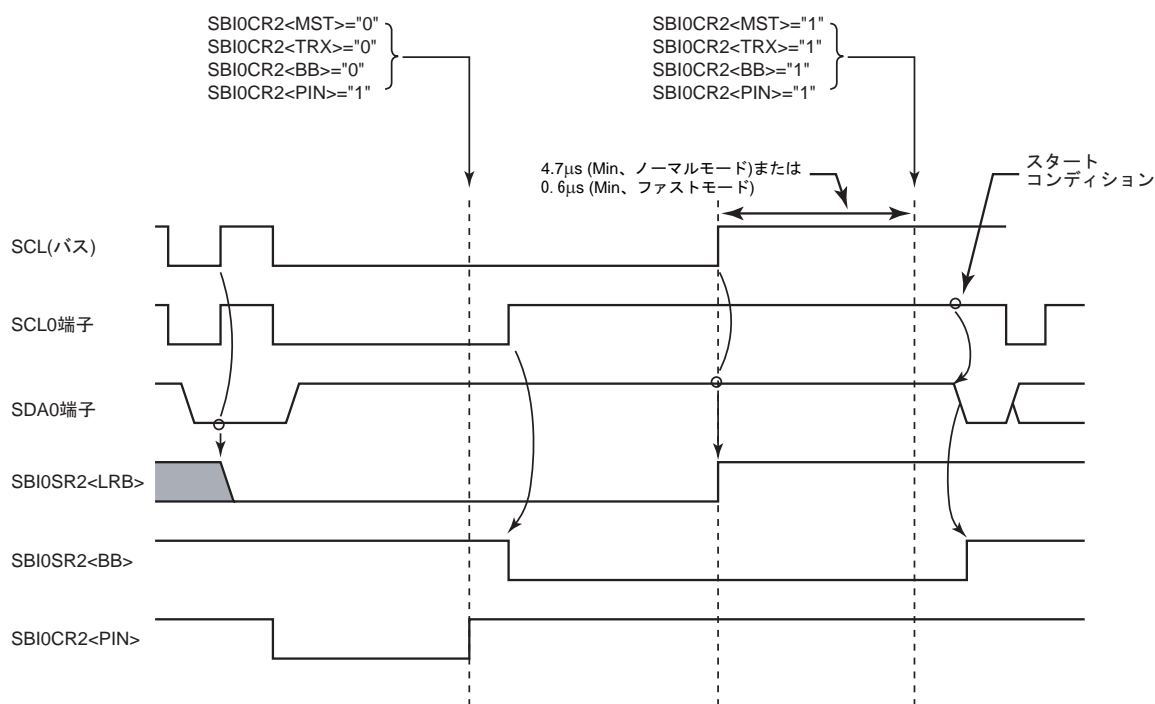 SBI0CR2<MST>="0"
SBI0CR2<TRX>="0"
SBI0CR2<BB>="0"
SBI0CR2<PIN>="1"
SBI0CR2<MST>="1"
SBI0CR2<TRX>="1"
SBI0CR2<BB>="1"
SBI0CR2<PIN>="1"
4.7μs (Min、ノーマルモード)または
0.6μs (Min、ファストモード)
スタート
コンディション
SCL(バス)
SCL0端子
SDA0端子
SBI0SR2<LRB>
SBI0SR2<BB>
SBI0CR2<PIN>